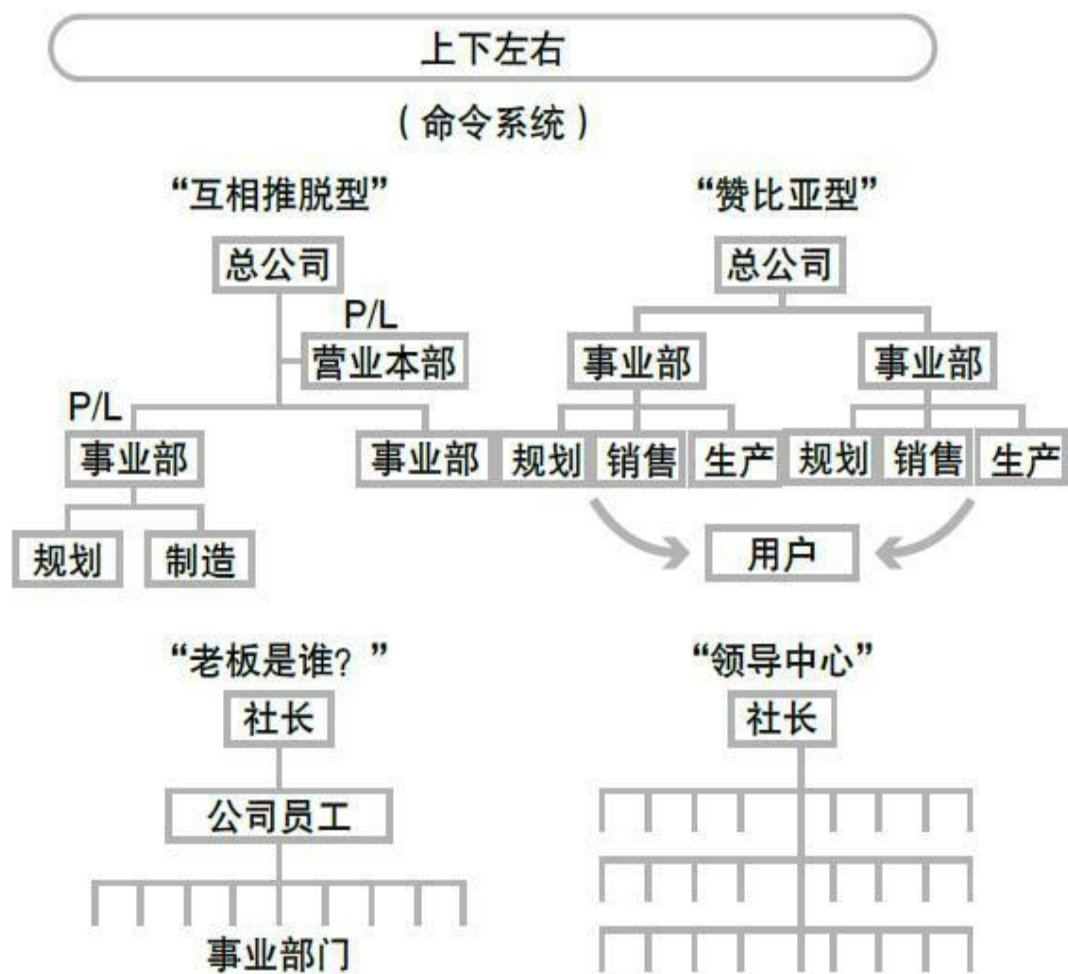 上下左右
（命令系统）
“互相推脱型”
总公司
P/L
营业本部
P/L
事业部
事业部
规划
制造
“赞比亚型”
总公司
事业部
事业部
规划
销售
生产
规划
销售
生产
用户
“老板是谁？”
社长
公司员工
事业部门
“领导中心”
社长